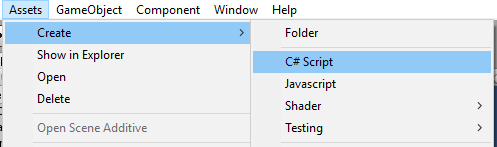 Assets GameObject Component Window Help
Create
Folder
Show in Explorer
C# Script
Open
Javascript
Delete
Shader
Open Scene Additive
Testing